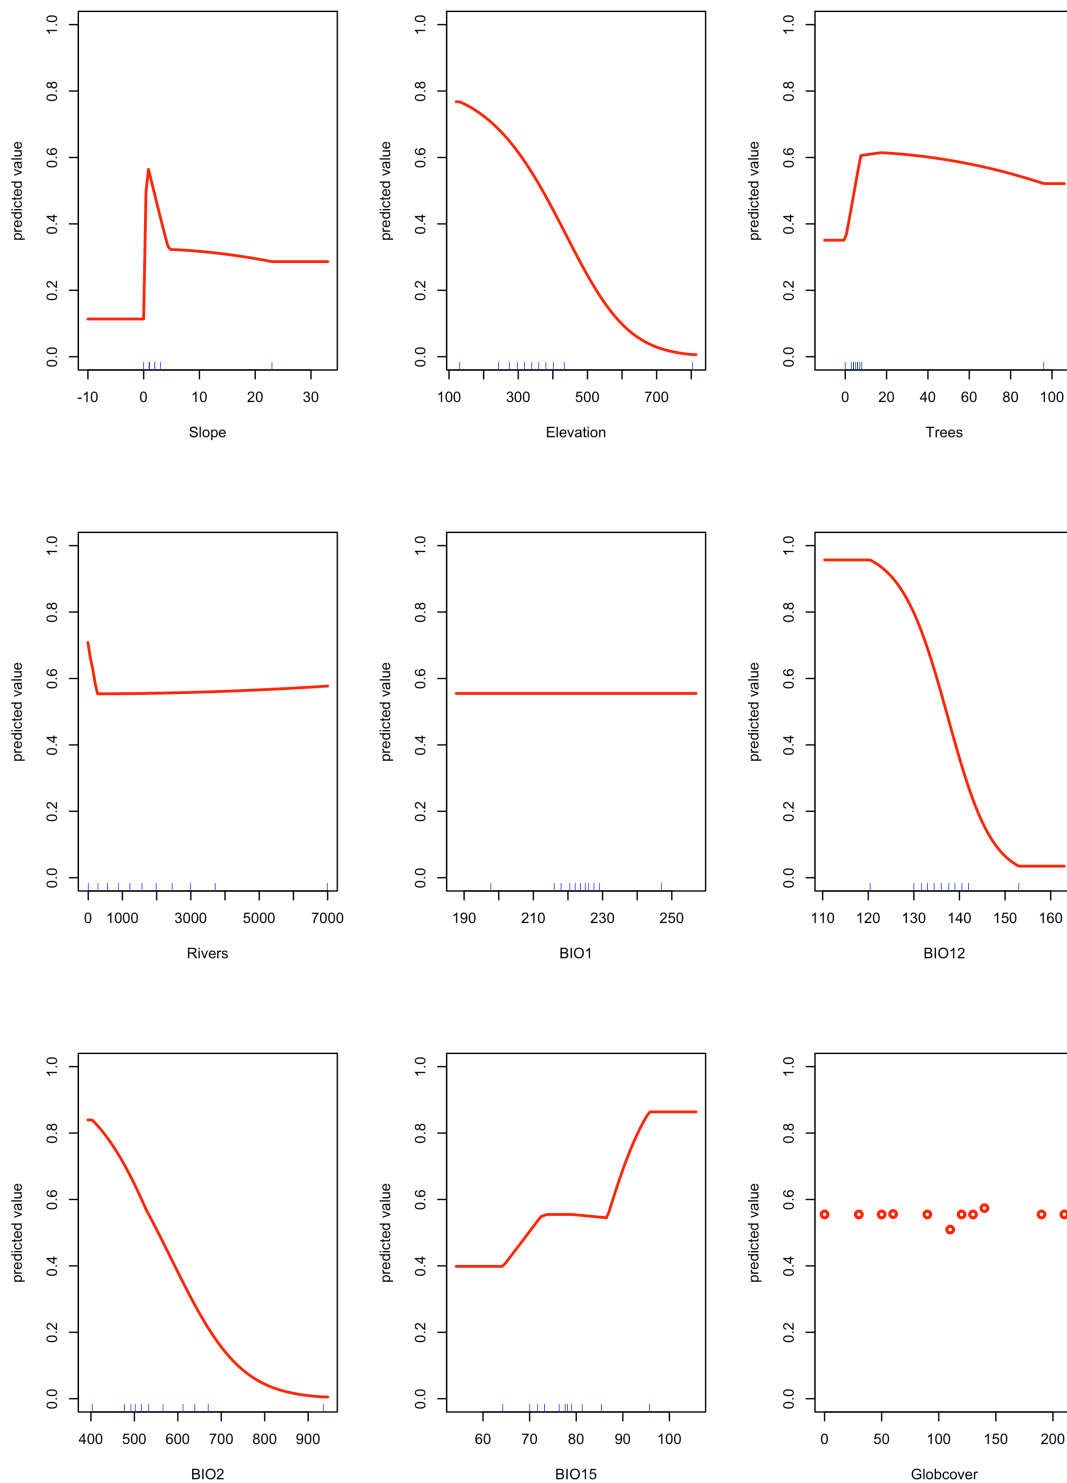 1.0 1.0 1.0
0.8 0.8 0.8
0.6 0.6 0.6
predicted value predicted value predicted value
0.4 0.4 0.4
0.2 0.2 0.2
0.0 0.0 0.0
-10 0 10 20 30 100 300 500 700 0 20 40 60 80 100
Slope Elevation Trees
1.0 1.0 1.0
0.8 0.8 0.8
0.6 0.6 0.6
predicted value predicted value predicted value
0.4 0.4 0.4
0.2 0.2 0.2
0.0 0.0 0.0
0 1000 3000 5000 7000 190 210 230 250 110 120 130 140 150 160
Rivers BIO1 BIO12
1.0 1.0 1.0
0.8 0.8 0.8
0.6 0.6 0.6
predicted value predicted value predicted value
0.4 0.4 0.4
0.2 0.2 0.2
0.0 0.0 0.0
400 500 600 700 800 900 60 70 80 90 100 0 50 100 150 200
BIO2 BIO15 Globcover